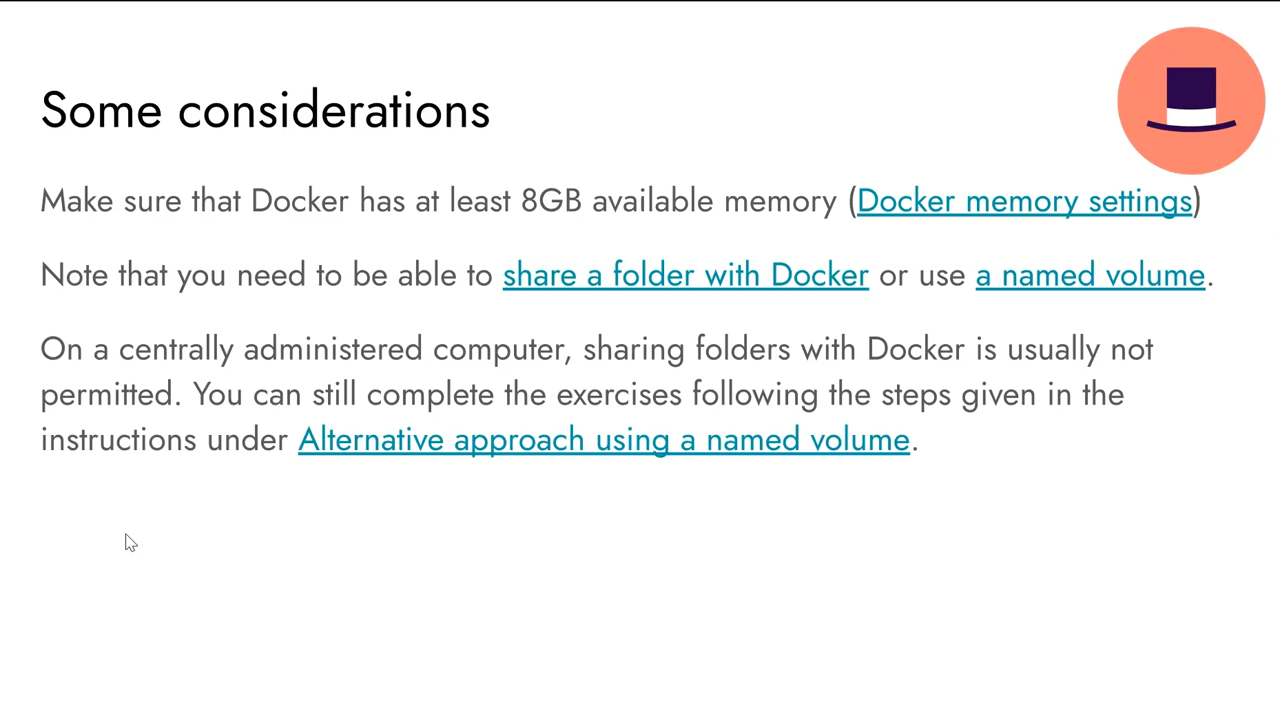 Some considerations
Make sure that Docker has at least 8GB available memory (Docker memory settings)
Note that you need to be able to share a folder with Docker or use a named volume.
On a centrally administered computer, sharing folders with Docker is usually not
permitted. You can still complete the exercises following the steps given in the
instructions under Alternative approach using a named volume.